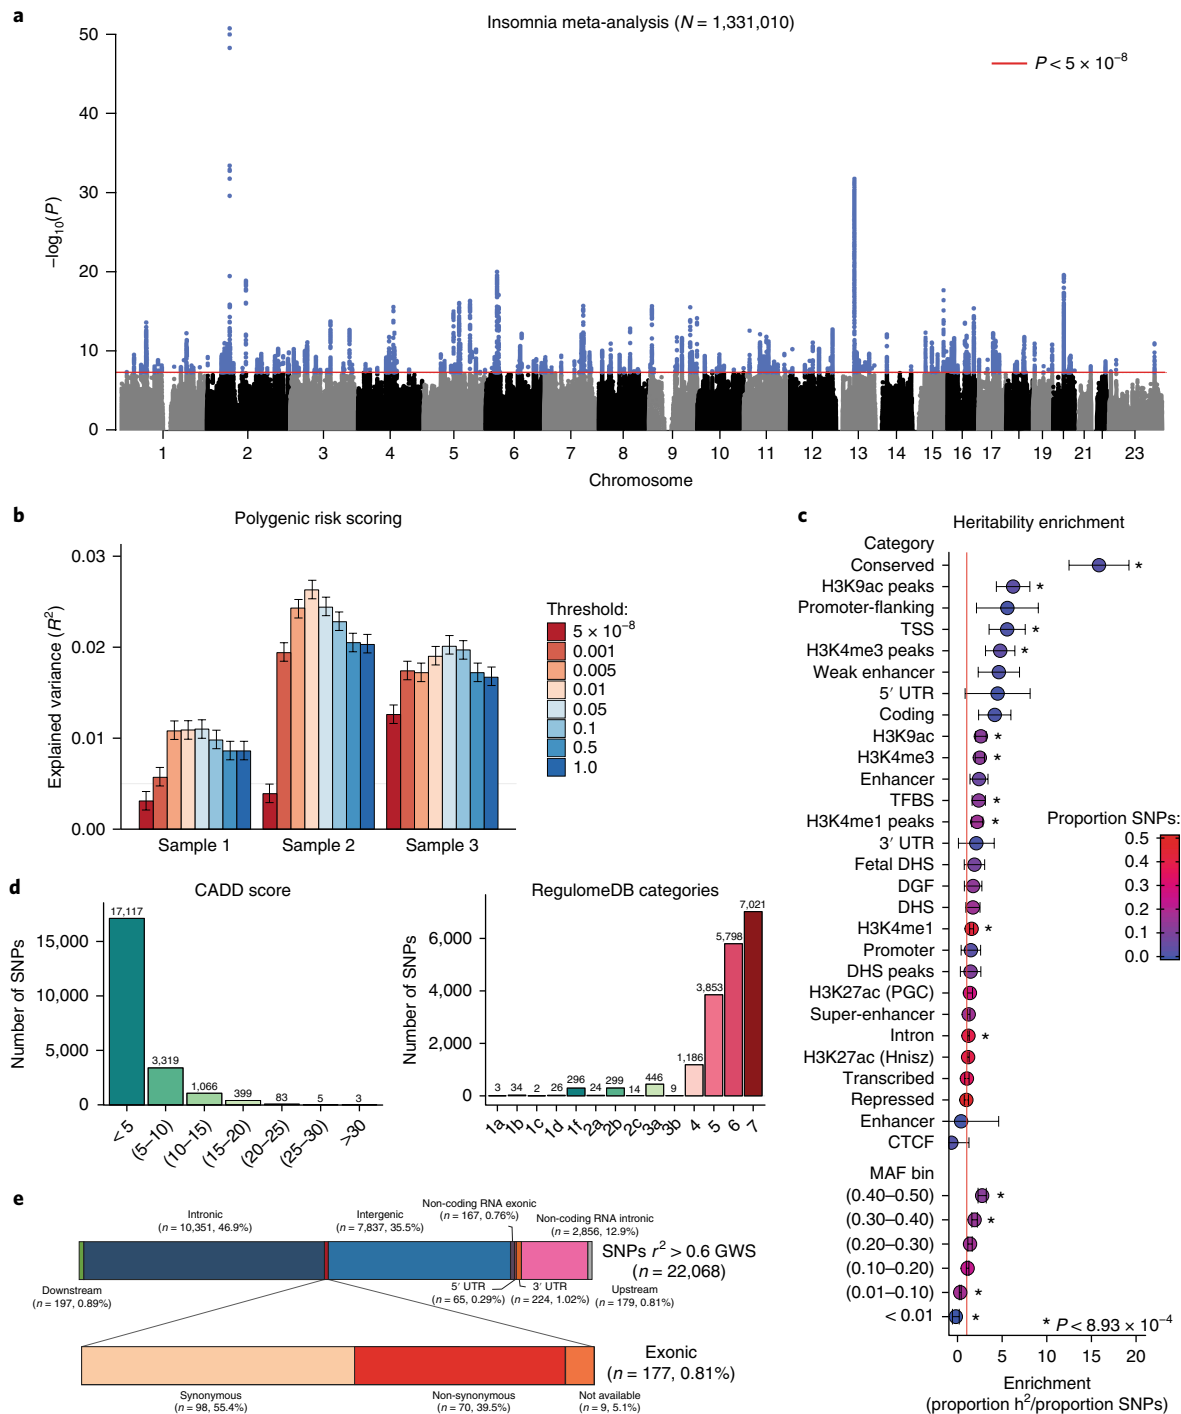 a
Insomnia meta-analysis (N = 1,331,010)
P < 5 × 10⁻⁸
50
40
30
20
10
0
–log₁₀(P)
1 2 3 4 5 6 7 8 9 10 11 12 13 14 15 16 17 19 21 23
Chromosome
b
Polygenic risk scoring
0.03
0.02
0.01
0.00
Explained variance (R²)
Sample 1 Sample 2 Sample 3
Threshold:
5 × 10⁻⁸
0.001
0.005
0.01
0.05
0.1
0.5
1.0
c
Heritability enrichment
Category
Conserved *
H3K9ac peaks *
Promoter-flanking
TSS *
H3K4me3 peaks *
Weak enhancer
5′ UTR
Coding
H3K9ac *
H3K4me3 *
Enhancer
TFBS *
H3K4me1 peaks *
3′ UTR
Fetal DHS
DGF
DHS
H3K4me1 *
Promoter
DHS peaks
H3K27ac (PGC)
Super-enhancer
Intron *
H3K27ac (Hnisz)
Transcribed
Repressed
Enhancer
CTCF
MAF bin
(0.40–0.50) *
(0.30–0.40) *
(0.20–0.30)
(0.10–0.20)
(0.01–0.10) *
< 0.01 *
* P < 8.93 × 10⁻⁴
0 5 10 15 20
Enrichment
(proportion h²/proportion SNPs)
Proportion SNPs:
0.5
0.4
0.3
0.2
0.1
0.0
d
CADD score
Number of SNPs
15,000
10,000
5,000
0
17,117
3,319
1,066
399
83
5
3
< 5
(5–10)
(10–15)
(15–20)
(20–25)
(25–30)
>30
RegulomeDB categories
Number of SNPs
6,000
4,000
2,000
0
3 34 2 26 296 24 299 14 446 9 1,186 3,853 5,798 7,021
1a 1b 1c 1d 1f 2a 2b 2c 3a 3b 4 5 6 7
e
Intronic
(n = 10,351, 46.9%)
Intergenic
(n = 7,837, 35.5%)
Non-coding RNA exonic
(n = 167, 0.76%)
Non-coding RNA intronic
(n = 2,856, 12.9%)
SNPs r² > 0.6 GWS
(n = 22,068)
Downstream
(n = 197, 0.89%)
5′ UTR
(n = 65, 0.29%)
3′ UTR
(n = 224, 1.02%)
Upstream
(n = 179, 0.81%)
Exonic
(n = 177, 0.81%)
Synonymous
(n = 98, 55.4%)
Non-synonymous
(n = 70, 39.5%)
Not available
(n = 9, 5.1%)